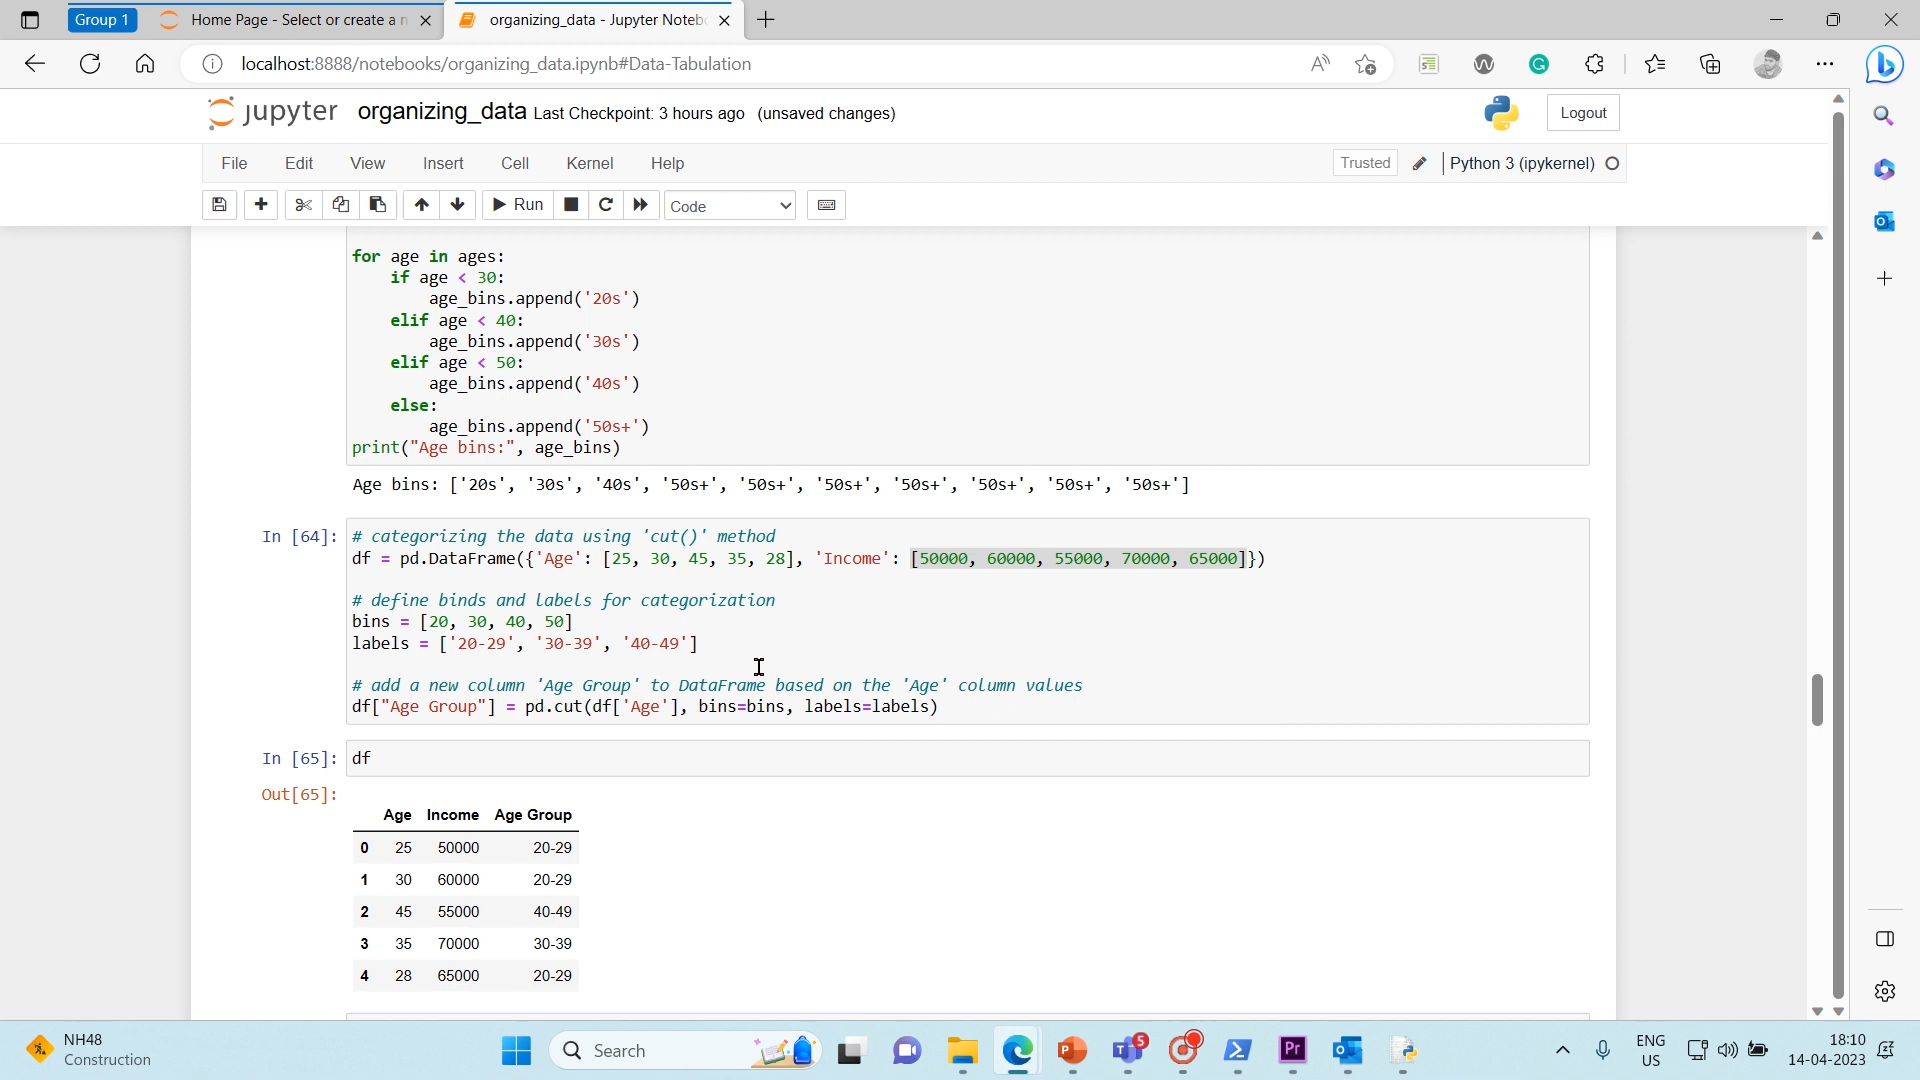 Group 1
Home Page - Select or create a n
organizing_data - Jupyter Noteb
localhost:8888/notebooks/organizing_data.ipynb#Data-Tabulation
jupyter organizing_data Last Checkpoint: 3 hours ago (unsaved changes)
Logout
File Edit View Insert Cell Kernel Help
Trusted Python 3 (ipykernel)
Run Code
for age in ages:
    if age < 30:
        age_bins.append('20s')
    elif age < 40:
        age_bins.append('30s')
    elif age < 50:
        age_bins.append('40s')
    else:
        age_bins.append('50s+')
print("Age bins:", age_bins)
Age bins: ['20s', '30s', '40s', '50s+', '50s+', '50s+', '50s+', '50s+', '50s+', '50s+']
In [64]: # categorizing the data using 'cut()' method
df = pd.DataFrame({'Age': [25, 30, 45, 35, 28], 'Income': [50000, 60000, 55000, 70000, 65000]})
# define binds and labels for categorization
bins = [20, 30, 40, 50]
labels = ['20-29', '30-39', '40-49']
# add a new column 'Age Group' to DataFrame based on the 'Age' column values
df["Age Group"] = pd.cut(df['Age'], bins=bins, labels=labels)
In [65]: df
Out[65]:
Age Income Age Group
0 25 50000 20-29
1 30 60000 20-29
2 45 55000 40-49
3 35 70000 30-39
4 28 65000 20-29
NH48
Construction
Search
5
Pr
ENG
US
18:10
14-04-2023